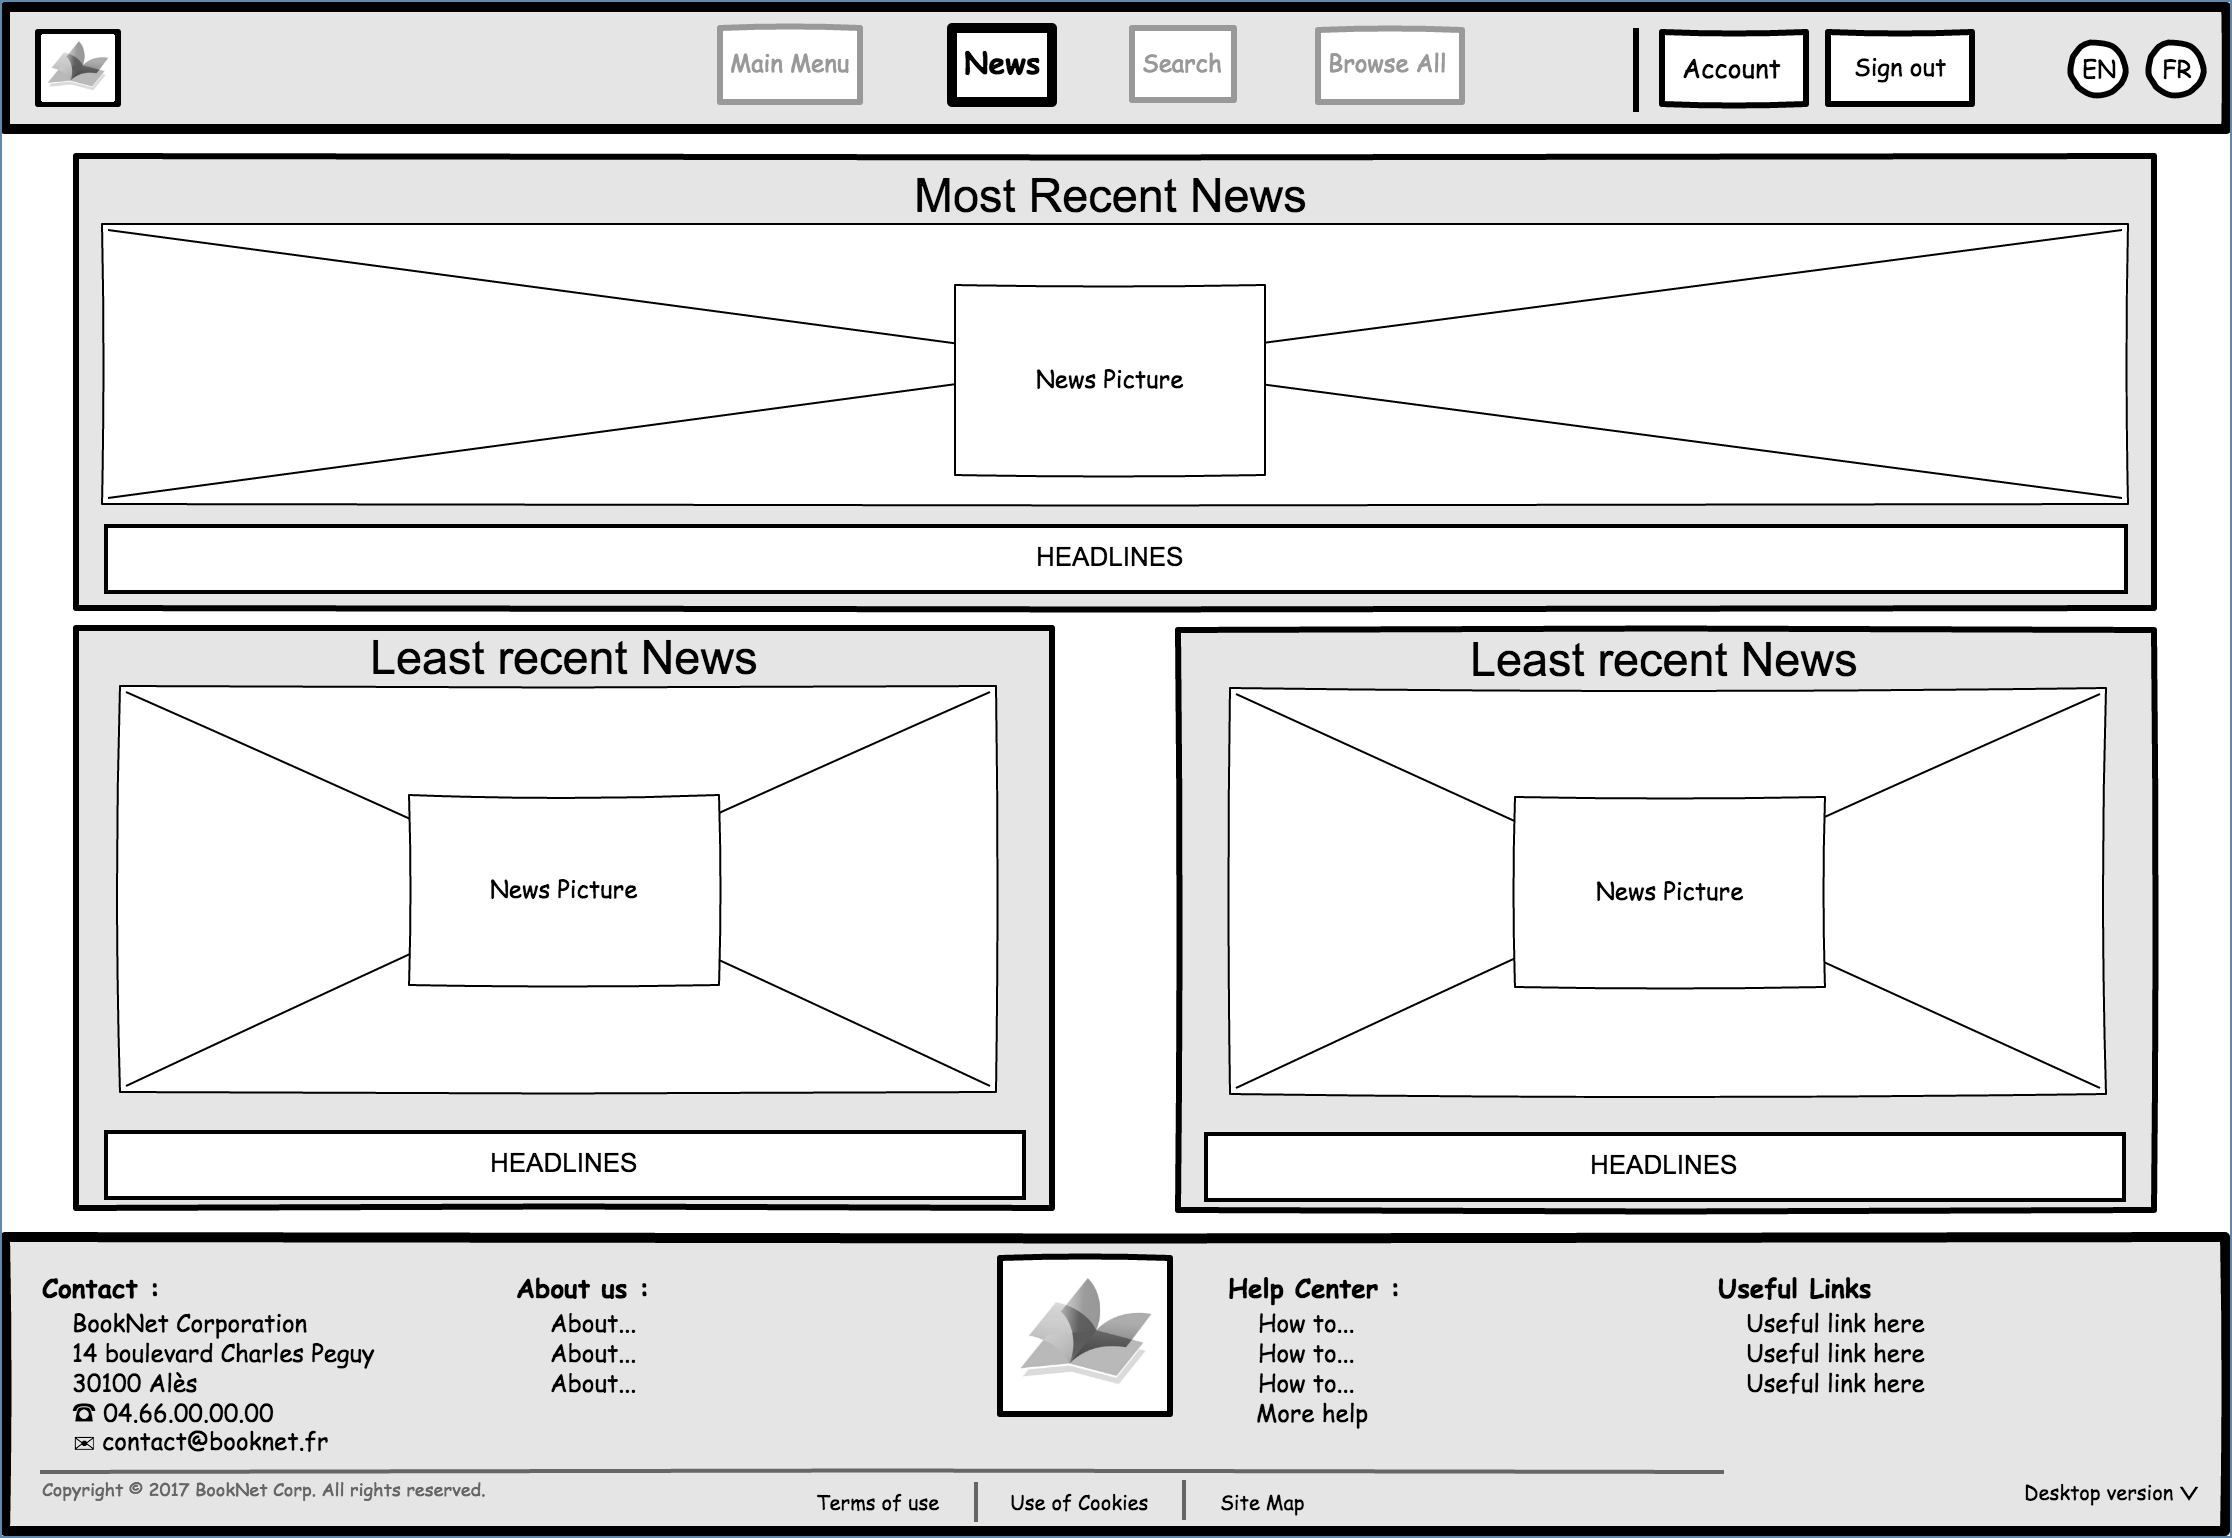 Main Menu
News
Search
Browse All
Account
Sign out
EN
FR
Most Recent News
News Picture
HEADLINES
Least recent News
News Picture
HEADLINES
Least recent News
News Picture
HEADLINES
Contact :
BookNet Corporation
14 boulevard Charles Peguy
30100 Alès
☎ 04.66.00.00.00
✉ contact@booknet.fr
About us :
About...
About...
About...
Help Center :
How to...
How to...
How to...
More help
Useful Links
Useful link here
Useful link here
Useful link here
Copyright © 2017 BookNet Corp. All rights reserved.
Terms of use
Use of Cookies
Site Map
Desktop version V